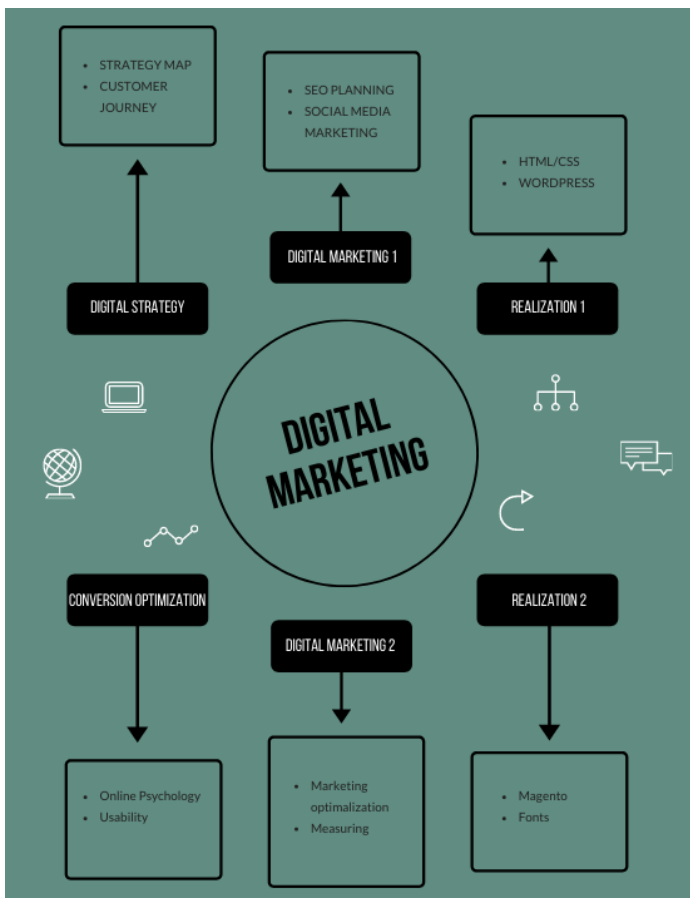 • STRATEGY MAP
• CUSTOMER
JOURNEY
• SEO PLANNING
• SOCIAL MEDIA
MARKETING
• HTML/CSS
• WORDPRESS
DIGITAL STRATEGY
DIGITAL MARKETING 1
REALIZATION 1
DIGITAL
MARKETING
CONVERSION OPTIMIZATION
DIGITAL MARKETING 2
REALIZATION 2
• Online Psychology
• Usability
• Marketing
optimalization
• Measuring
• Magento
• Fonts